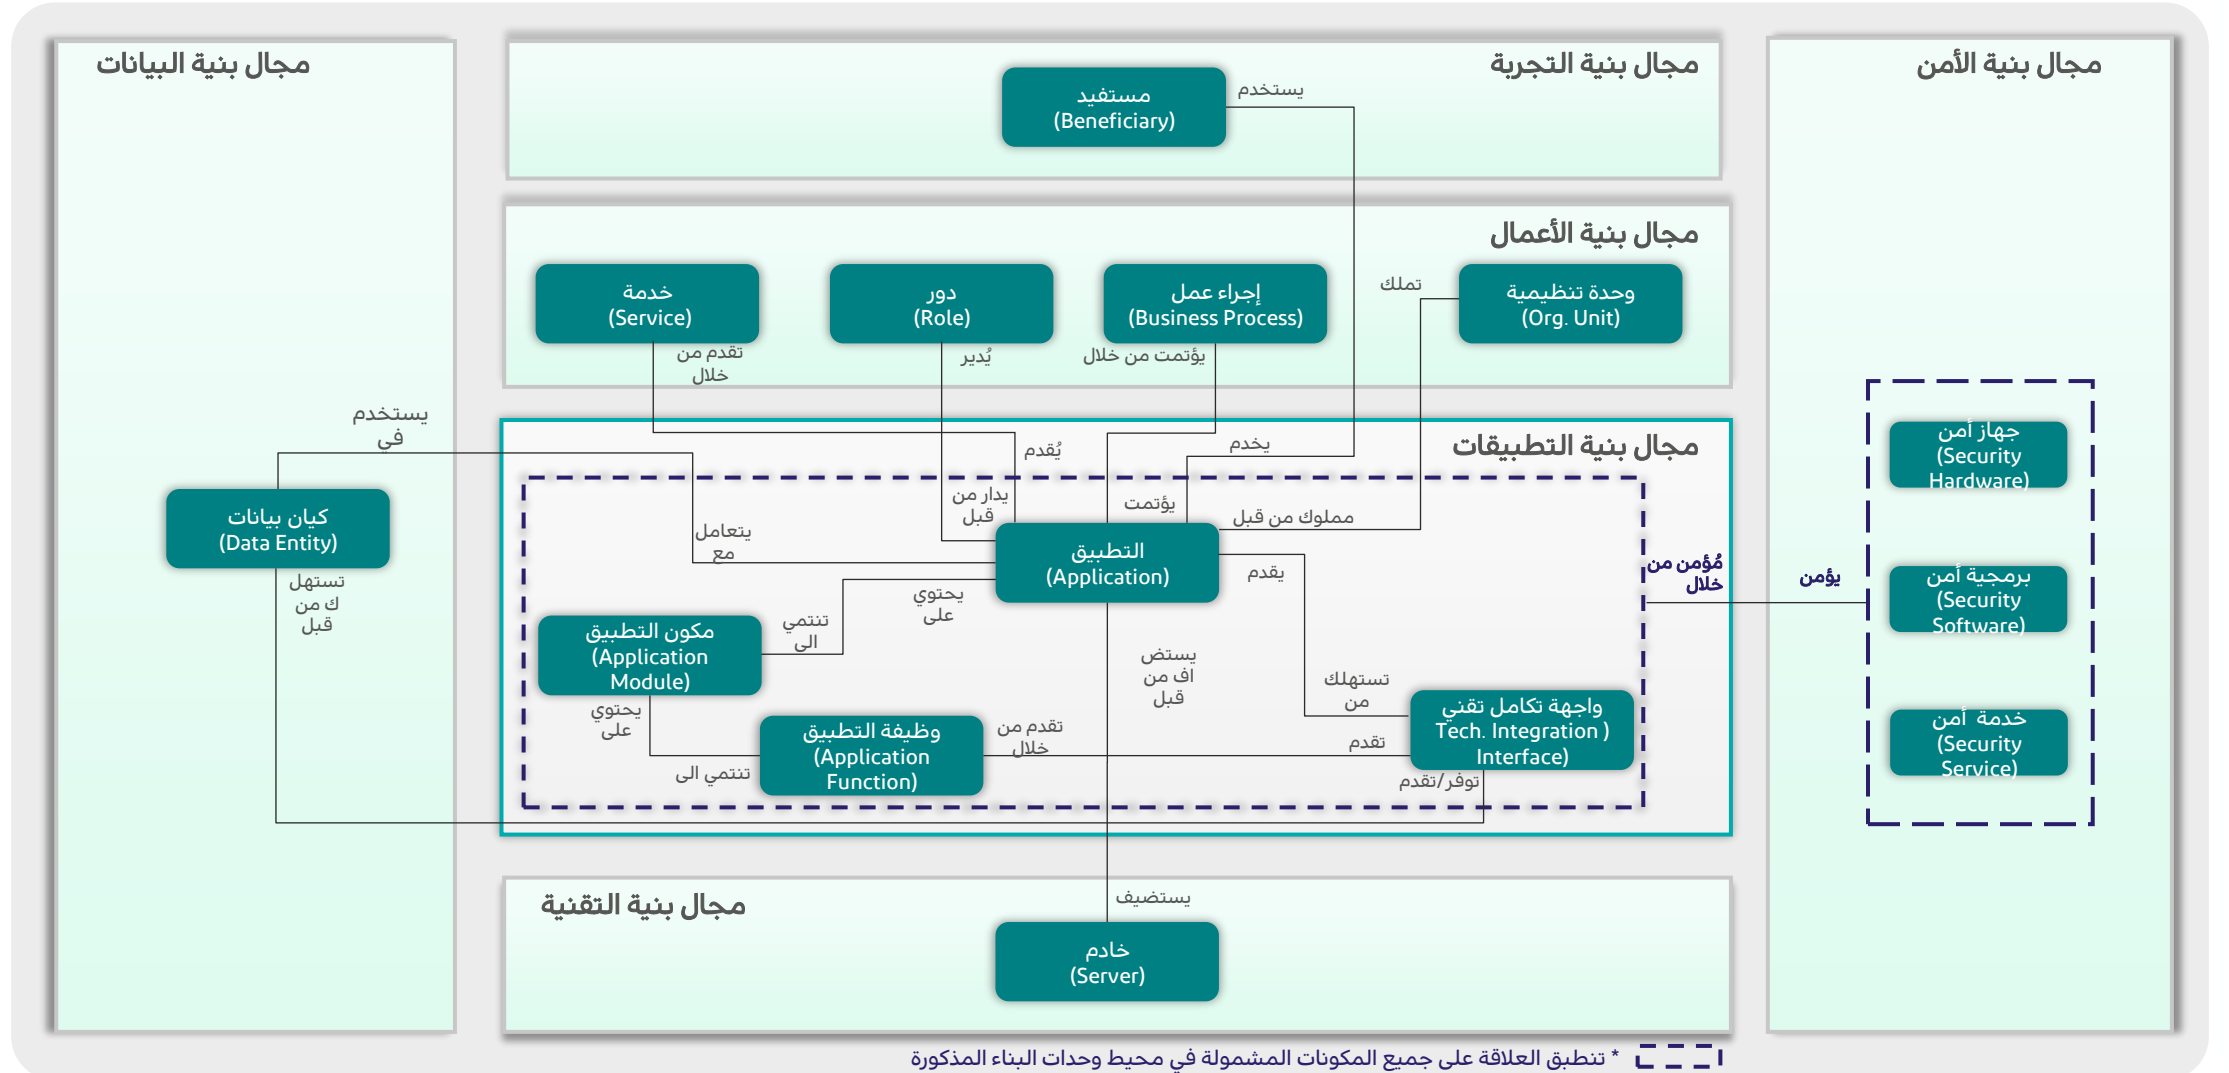 مجال بنية الأمن
مجال بنية التجربة
مجال بنية البيانات
مستفيد
(Beneficiary)
يستخدم
مجال بنية الأعمال
وحدة تنظيمية
(Org. Unit)
تملك
إجراء عمل
(Business Process)
يؤتمت من خلال
دور
(Role)
يُدير
خدمة
(Service)
تقدم من
خلال
يستخدم
في
مجال بنية التطبيقات
يخدم
يُقدم
يدار من
قبل
يؤتمت
مملوك من قبل
يتعامل
مع
التطبيق
(Application)
يقدم
يحتوي
على
تنتمي
الى
مكون التطبيق
(Application
Module)
يحتوي
على
تنتمي الى
وظيفة التطبيق
(Application
Function)
تقدم من
خلال
يستض
اف من
قبل
تستهلك
من
تقدم
واجهة تكامل تقني
Tech. Integration )
Interface)
توفر/تقدم
مُؤمن من
خلال
يؤمن
جهاز أمن
(Security
Hardware)
برمجية أمن
(Security
Software)
خدمة أمن
(Security
Service)
كيان بيانات
(Data Entity)
تستهل
ك من
قبل
مجال بنية التقنية
يستضيف
خادم
(Server)
* تنطبق العلاقة على جميع المكونات المشمولة في محيط وحدات البناء المذكورة